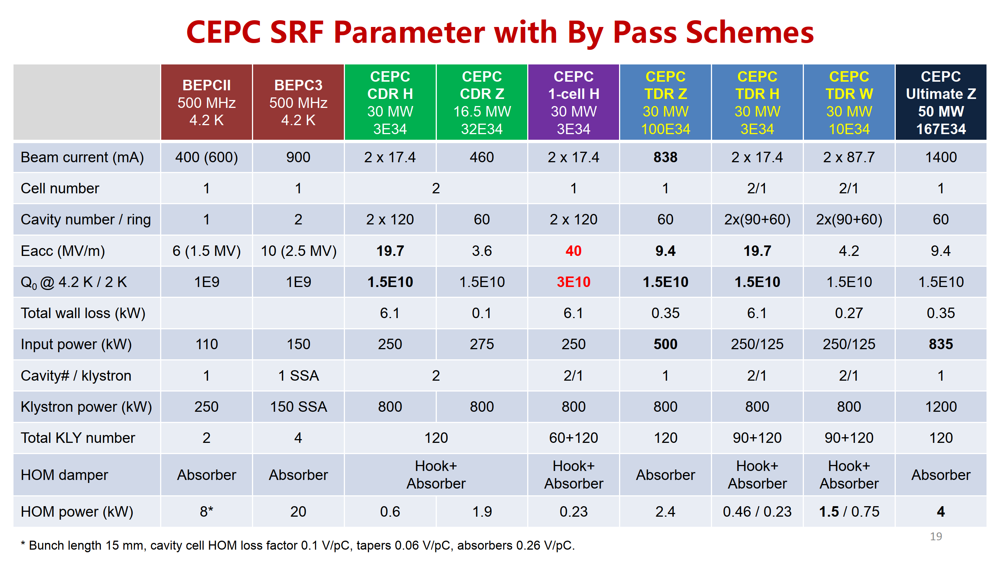 CEPC SRF Parameter with By Pass Schemes
BEPCII
500 MHz
4.2 K
BEPC3
500 MHz
4.2 K
CEPC
CDR H
30 MW
3E34
CEPC
CDR Z
16.5 MW
32E34
CEPC
1-cell H
30 MW
3E34
CEPC
TDR Z
30 MW
100E34
CEPC
TDR H
30 MW
3E34
CEPC
TDR W
30 MW
10E34
CEPC
Ultimate Z
50 MW
167E34
Beam current (mA) 400 (600) 900 2 x 17.4 460 2 x 17.4 838 2 x 17.4 2 x 87.7 1400
Cell number 1 1 2 1 1 2/1 2/1 1
Cavity number / ring 1 2 2 x 120 60 2 x 120 60 2x(90+60) 2x(90+60) 60
Eacc (MV/m) 6 (1.5 MV) 10 (2.5 MV) 19.7 3.6 40 9.4 19.7 4.2 9.4
Q0 @ 4.2 K / 2 K 1E9 1E9 1.5E10 1.5E10 3E10 1.5E10 1.5E10 1.5E10 1.5E10
Total wall loss (kW) 6.1 0.1 6.1 0.35 6.1 0.27 0.35
Input power (kW) 110 150 250 275 250 500 250/125 250/125 835
Cavity# / klystron 1 1 SSA 2 2/1 1 2/1 2/1 1
Klystron power (kW) 250 150 SSA 800 800 800 800 800 800 1200
Total KLY number 2 4 120 60+120 120 90+120 90+120 120
HOM damper Absorber Absorber Hook+
Absorber Hook+
Absorber Absorber Hook+
Absorber Hook+
Absorber Absorber
HOM power (kW) 8* 20 0.6 1.9 0.23 2.4 0.46 / 0.23 1.5 / 0.75 4
19
* Bunch length 15 mm, cavity cell HOM loss factor 0.1 V/pC, tapers 0.06 V/pC, absorbers 0.26 V/pC.